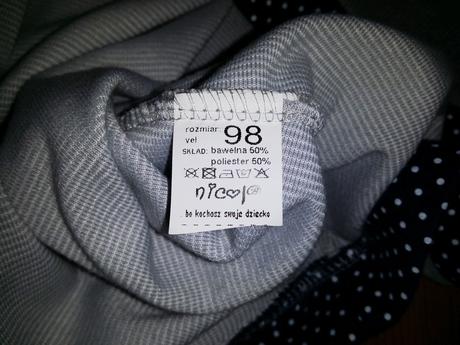 rozmiar: 98
vel
SKŁAD: bawełna 50%
poliester 50%
nicol
bo kochasz swoje dziecko